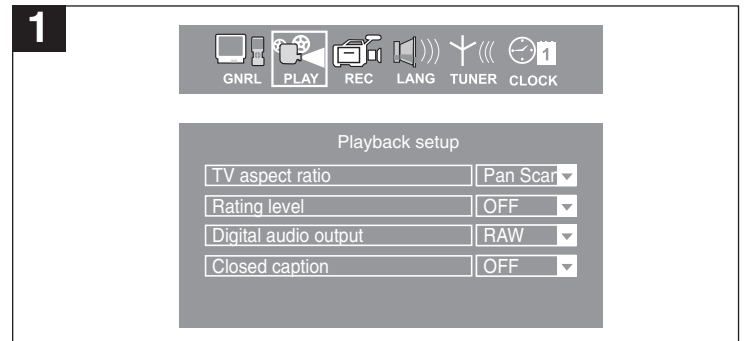 1
GNRL PLAY REC LANG TUNER CLOCK
1
Playback setup
TV aspect ratio Pan Scan
Rating level OFF
Digital audio output RAW
Closed caption OFF